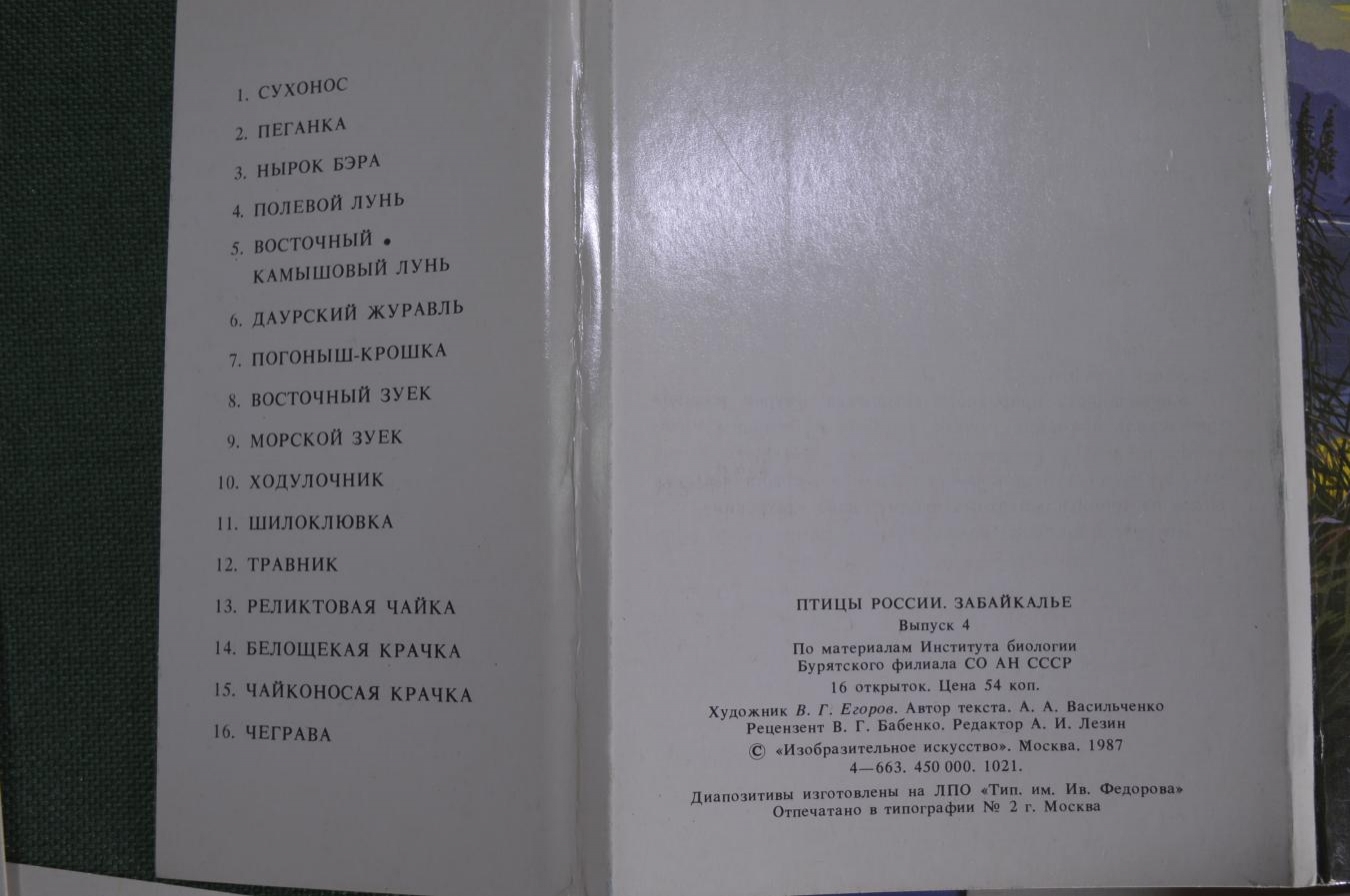 1. СУХОНОС
2. ПЕГАНКА
3. НЫРОК БЭРА
4. ПОЛЕВОЙ ЛУНЬ
5. ВОСТОЧНЫЙ
КАМЫШОВЫЙ ЛУНЬ
6. ДАУРСКИЙ ЖУРАВЛЬ
7. ПОГОНЫШ-КРОШКА
8. ВОСТОЧНЫЙ ЗУЕК
9. МОРСКОЙ ЗУЕК
10. ХОДУЛОЧНИК
11. ШИЛОКЛЮВКА
12. ТРАВНИК
13. РЕЛИКТОВАЯ ЧАЙКА
14. БЕЛОЩЕКАЯ КРАЧКА
15. ЧАЙКОНОСАЯ КРАЧКА
16. ЧЕГРАВА
ПТИЦЫ РОССИИ. ЗАБАЙКАЛЬЕ
Выпуск 4
По материалам Института биологии
Бурятского филиала СО АН СССР
16 открыток. Цена 54 коп.
Художник В. Г. Егоров. Автор текста. А. А. Васильченко
Рецензент В. Г. Бабенко. Редактор А. И. Лезин
© «Изобразительное искусство». Москва. 1987
4—663. 450 000. 1021.
Диапозитивы изготовлены на ЛПО «Тип. им. Ив. Федорова»
Отпечатано в типографии № 2 г. Москва